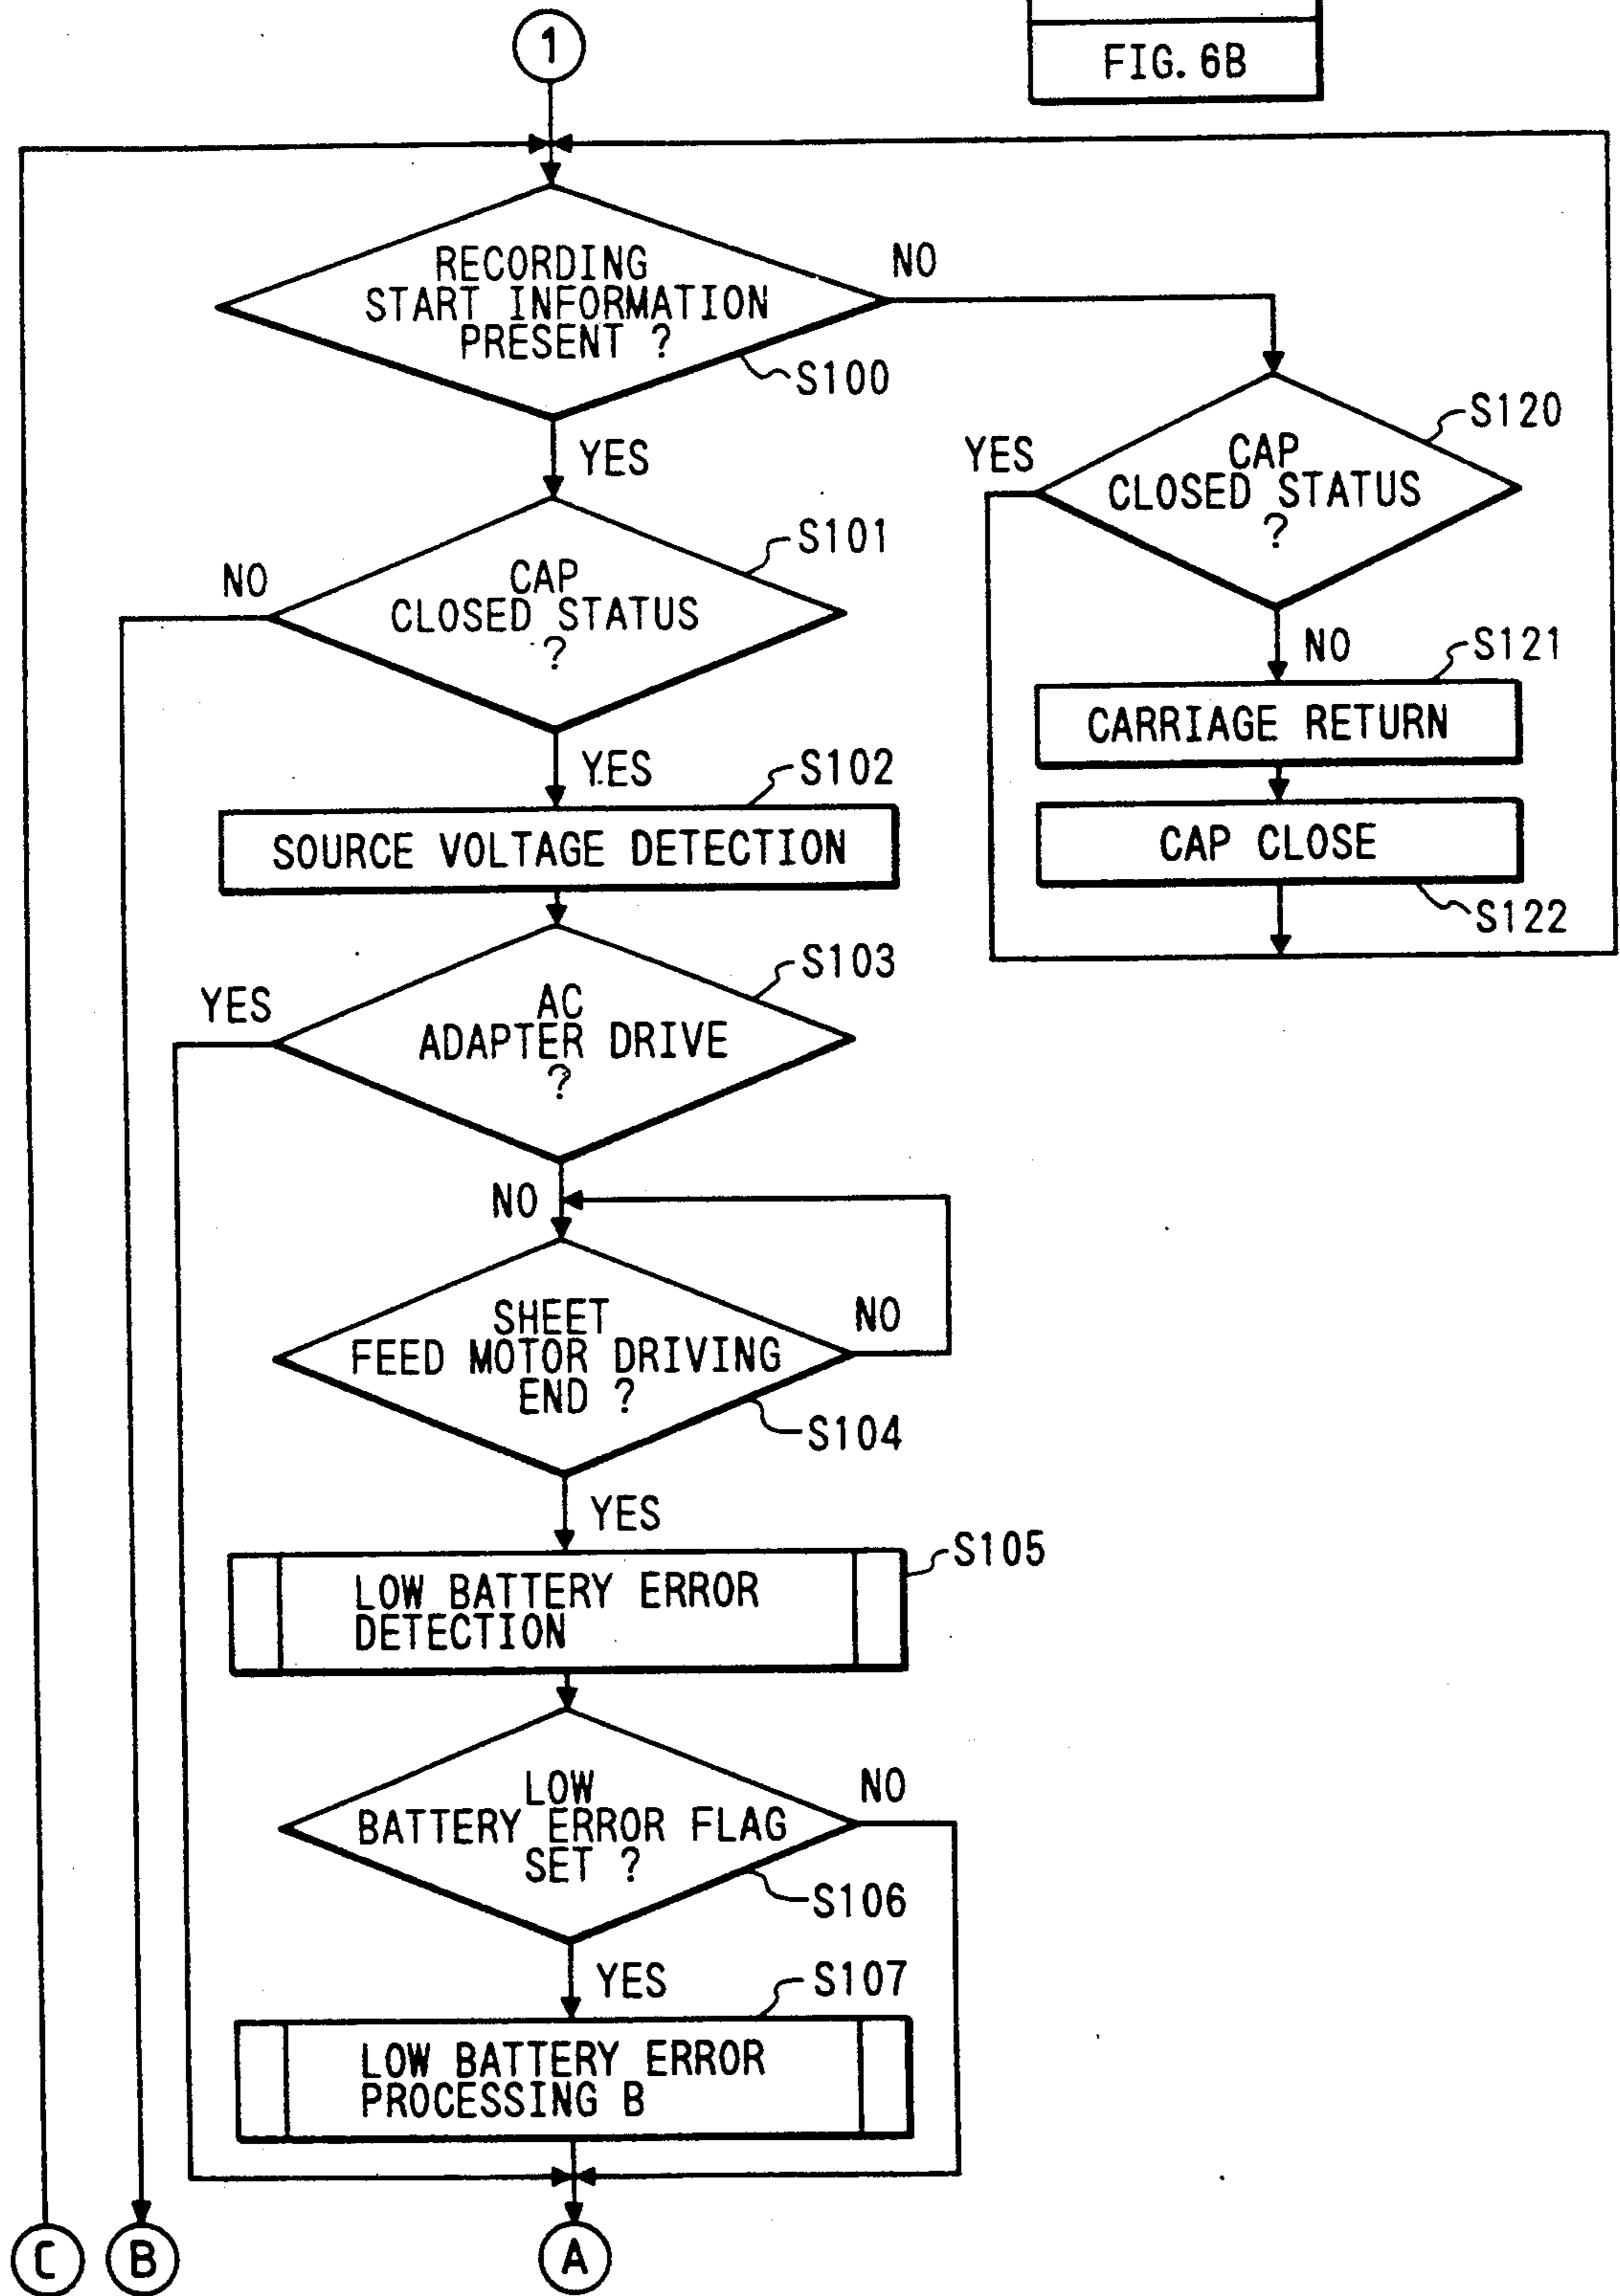 FIG. 6B
1
RECORDING
START INFORMATION
PRESENT ?
NO
S100
YES
CAP
CLOSED STATUS
?
S120
YES
NO
S121
CARRIAGE RETURN
CAP CLOSE
S122
CAP
CLOSED STATUS
?
S101
NO
YES
S102
SOURCE VOLTAGE DETECTION
S103
AC
ADAPTER DRIVE
?
YES
NO
SHEET
FEED MOTOR DRIVING
END ?
NO
S104
YES
S105
LOW BATTERY ERROR
DETECTION
LOW
BATTERY ERROR FLAG
SET ?
NO
S106
YES
S107
LOW BATTERY ERROR
PROCESSING B
C
B
A